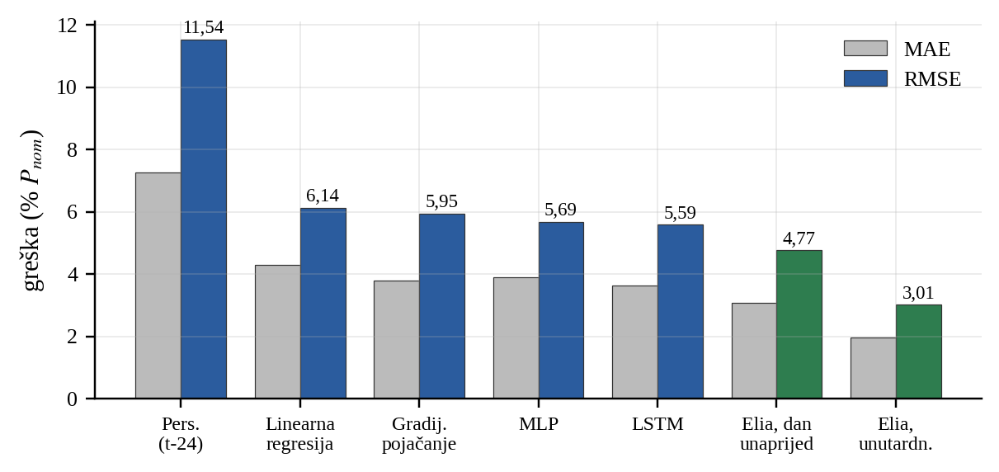 12
10
8
6
4
2
0
greška (% P_nom)
11,54
6,14
5,95
5,69
5,59
4,77
3,01
MAE
RMSE
Pers.
(t-24)
Linearna
regresija
Gradij.
pojačanje
MLP
LSTM
Elia, dan
unaprijed
Elia,
unutardn.